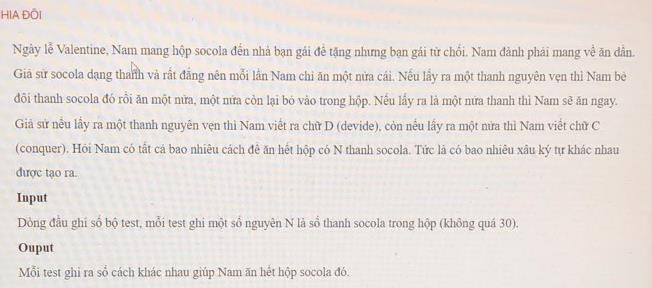 HIA ĐÔI
Ngày lễ Valentine, Nam mang hộp socola đến nhà bạn gái để tặng nhưng bạn gái từ chối. Nam đành phải mang về ăn dần.
Giả sử socola dạng thanh và rất đắng nên mỗi lần Nam chỉ ăn một nửa cái. Nếu lấy ra một thanh nguyên vẹn thì Nam bẻ
đôi thanh socola đó rồi ăn một nửa, một nửa còn lại bỏ vào trong hộp. Nếu lấy ra là một nửa thanh thì Nam sẽ ăn ngay.
Giả sử nếu lấy ra một thanh nguyên vẹn thì Nam viết ra chữ D (devide), còn nếu lấy ra một nửa thì Nam viết chữ C
(conquer). Hỏi Nam có tất cả bao nhiêu cách để ăn hết hộp có N thanh socola. Tức là có bao nhiêu xâu ký tự khác nhau
được tạo ra.
Input
Dòng đầu ghi số bộ test, mỗi test ghi một số nguyên N là số thanh socola trong hộp (không quá 30).
Ouput
Mỗi test ghi ra số cách khác nhau giúp Nam ăn hết hộp socola đó.